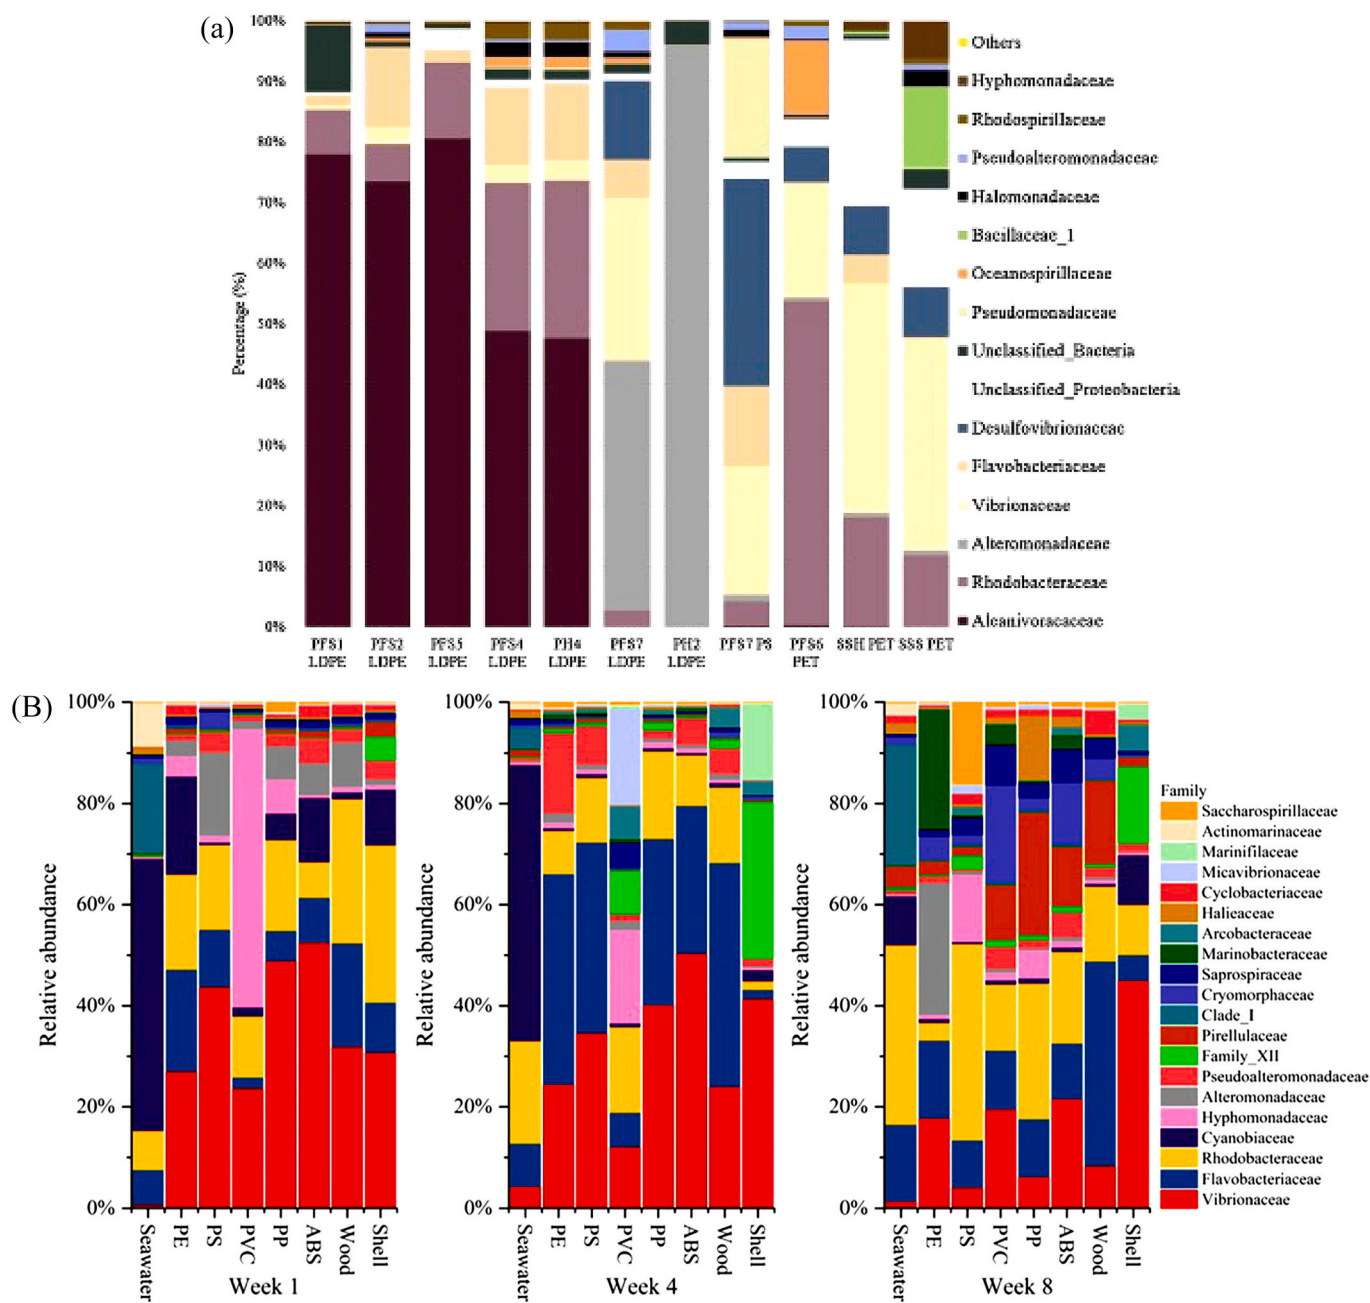 (a)
Percentage (%)
100%
90%
80%
70%
60%
50%
40%
30%
20%
10%
0%
PFS1 LDPE
PFS2 LDPE
PFS5 LDPE
PFS4 LDPE
PH4 LDPE
PFS7 LDPE
PH2 LDPE
PFS7 PS
PFS6 PET
SSH PET
SSS PET
Others
Hyphomonadaceae
Rhodospirillaceae
Pseudoalteromonadaceae
Halomonadaceae
Bacillaceae_1
Oceanospirillaceae
Pseudomonadaceae
Unclassified_Bacteria
Unclassified_Proteobacteria
Desulfovibrionaceae
Flavobacteriaceae
Vibrionaceae
Alteromonadaceae
Rhodobacteraceae
Alcanivoracaceae
(B)
Relative abundance
100%
80%
60%
40%
20%
0%
Seawater
PE
PS
PVC
PP
ABS
Wood
Shell
Week 1
Relative abundance
100%
80%
60%
40%
20%
0%
Seawater
PE
PS
PVC
PP
ABS
Wood
Shell
Week 4
Relative abundance
100%
80%
60%
40%
20%
0%
Seawater
PE
PS
PVC
PP
ABS
Wood
Shell
Week 8
Family
Saccharospirillaceae
Actinomarinaceae
Marinifilaceae
Micavibrionaceae
Cyclobacteriaceae
Halieaceae
Arcobacteraceae
Marinobacteraceae
Saprospiraceae
Cryomorphaceae
Clade_I
Pirellulaceae
Family_XII
Pseudoalteromonadaceae
Alteromonadaceae
Hyphomonadaceae
Cyanobiaceae
Rhodobacteraceae
Flavobacteriaceae
Vibrionaceae